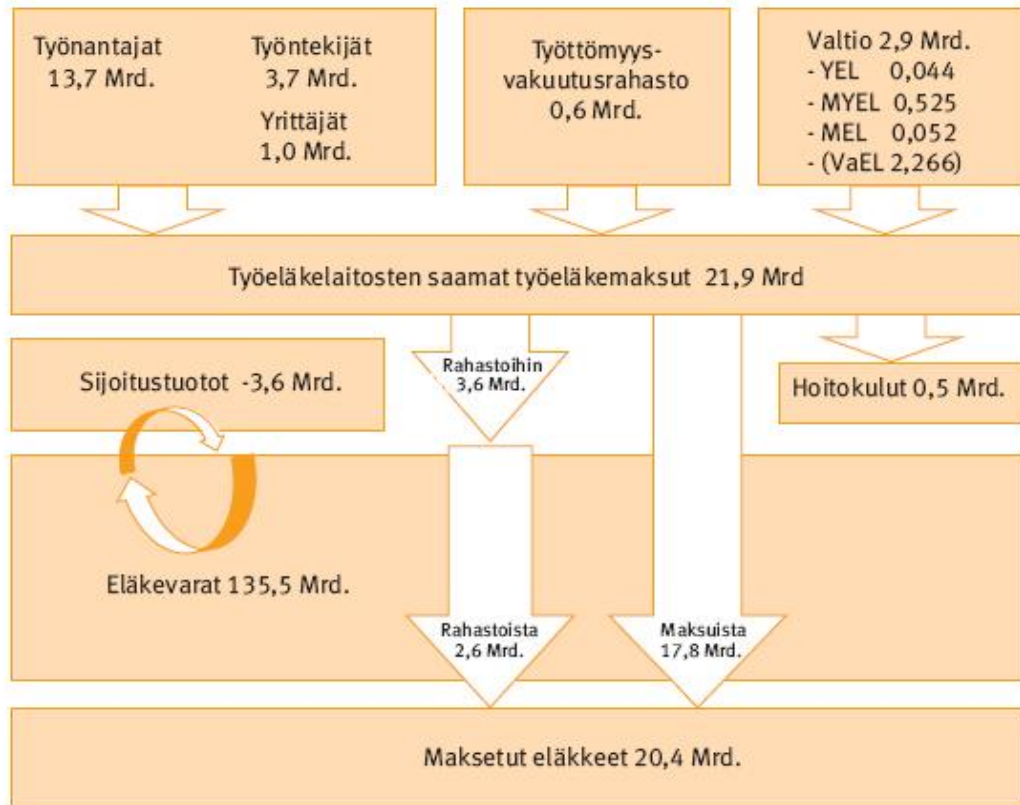 Työnantajat
13,7 Mrd.
Työntekijät
3,7 Mrd.
Yrittäjät
1,0 Mrd.
Työttömyys-
vakuutusrahasto
0,6 Mrd.
Valtio 2,9 Mrd.
- YEL 0,044
- MYEL 0,525
- MEL 0,052
- (VaEL 2,266)
Työeläkelaitosten saamat työeläkemaksut 21,9 Mrd
Sijoitustuotot -3,6 Mrd.
Rahastoihin
3,6 Mrd.
Hoitokulut 0,5 Mrd.
Eläkevarat 135,5 Mrd.
Rahastoista
2,6 Mrd.
Maksuista
17,8 Mrd.
Maksetut eläkkeet 20,4 Mrd.